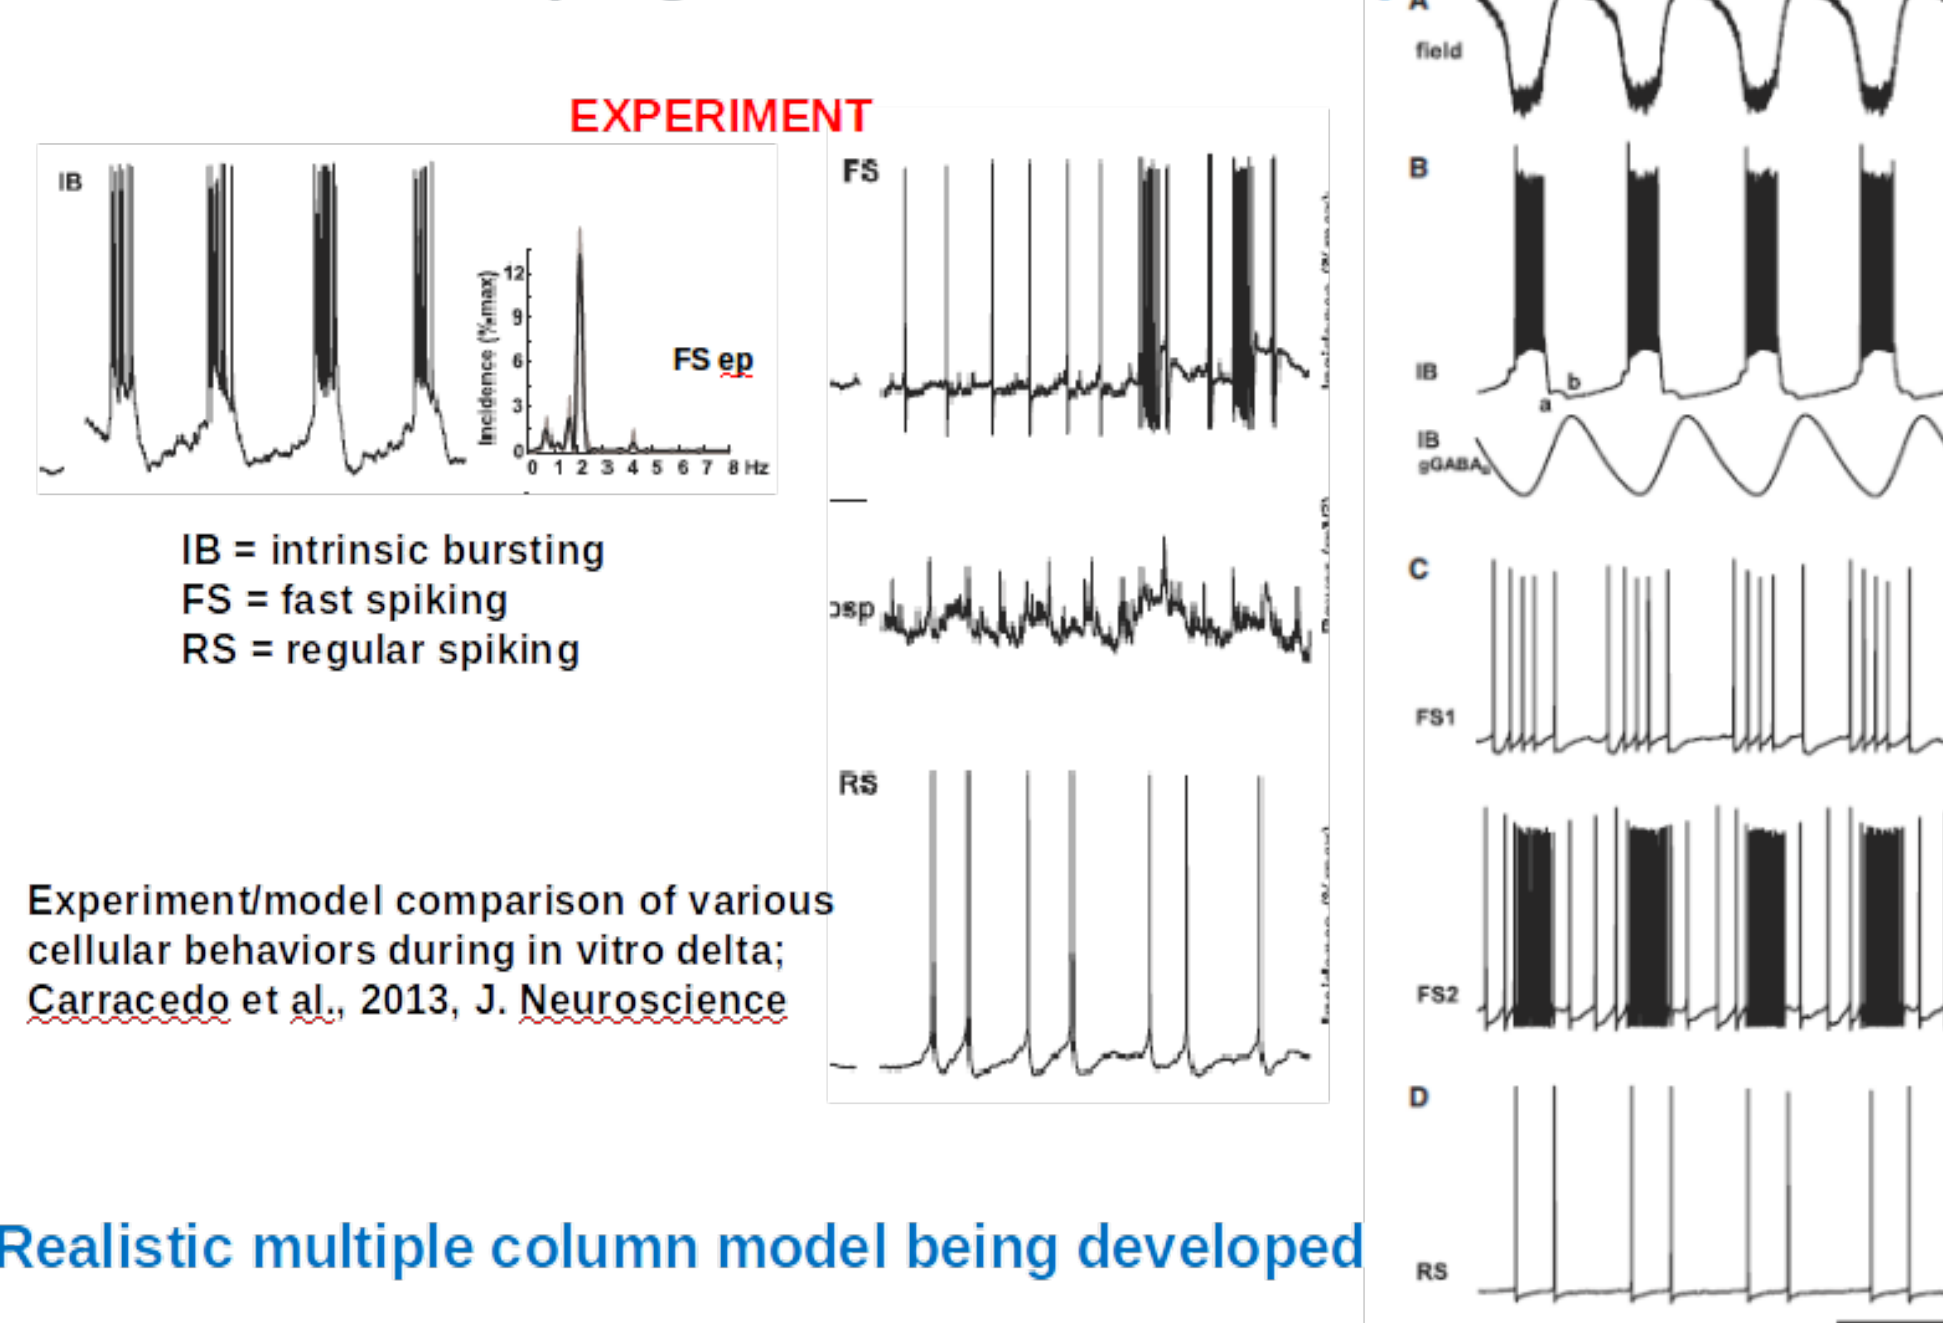 EXPERIMENT
IB
Incidence (%max)
12
9
6
3
0
0 1 2 3 4 5 6 7 8 Hz
FS ep
IB = intrinsic bursting
FS = fast spiking
RS = regular spiking
Experiment/model comparison of various
cellular behaviors during in vitro delta;
Carracedo et al., 2013, J. Neuroscience
FS
psp
RS
Realistic multiple column model being developed
A
field
B
IB
b
a
IB
C
FS1
FS2
D
RS